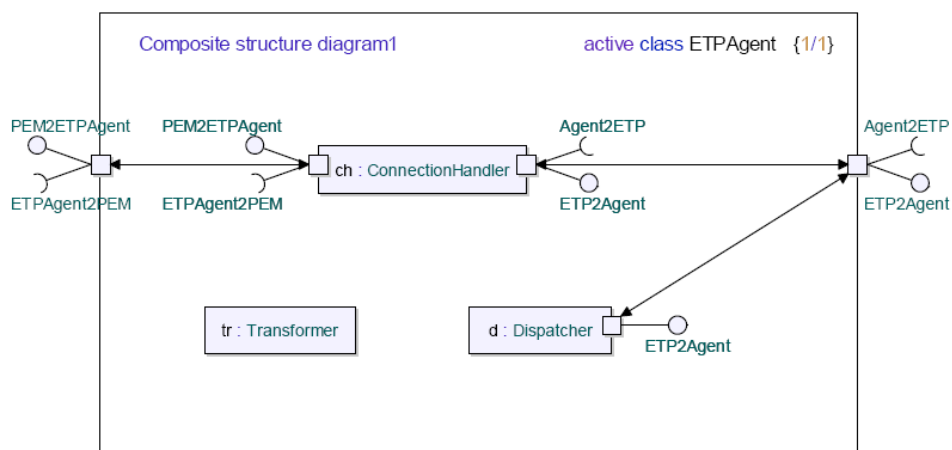 Composite structure diagram1
active class ETPAgent {1/1}
PEM2ETPAgent
PEM2ETPAgent
Agent2ETP
Agent2ETP
ch : ConnectionHandler
ETPAgent2PEM
ETPAgent2PEM
ETP2Agent
ETP2Agent
tr : Transformer
d : Dispatcher
ETP2Agent